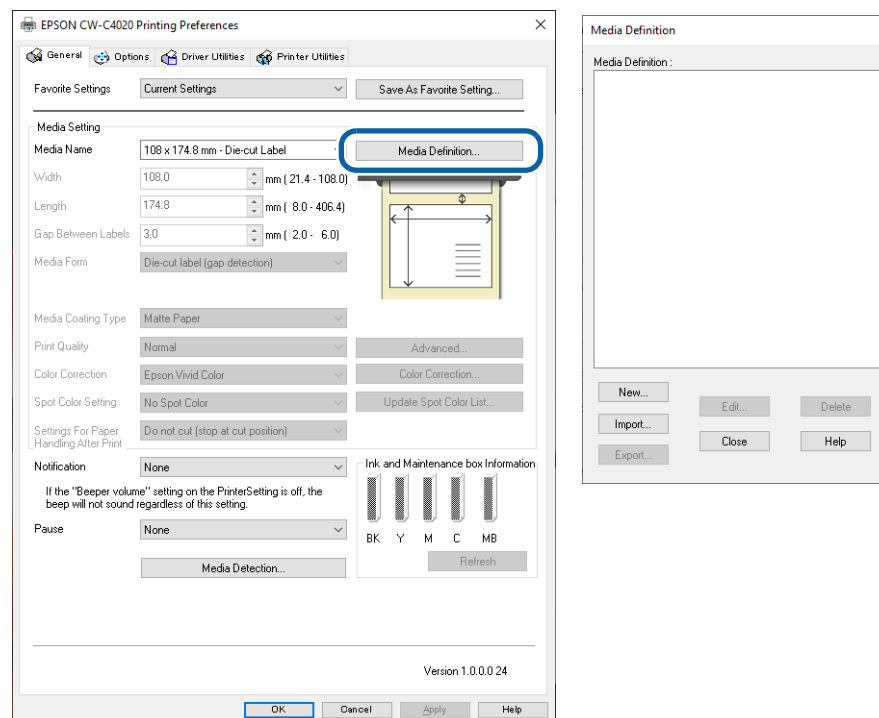 EPSON CW-C4020 Printing Preferences
General
Options
Driver Utilities
Printer Utilities
Favorite Settings
Current Settings
Save As Favorite Setting...
Media Setting
Media Name
108 x 174.8 mm - Die-cut Label
Media Definition...
Width
108.0
mm ( 21.4 - 108.0)
Length
174.8
mm ( 8.0 - 406.4)
Gap Between Labels
3.0
mm ( 2.0 - 6.0)
Media Form
Die-cut label (gap detection)
Media Coating Type
Matte Paper
Print Quality
Normal
Advanced...
Color Correction
Epson Vivid Color
Color Correction...
Spot Color Setting
No Spot Color
Update Spot Color List...
Settings For Paper
Handling After Print
Do not cut (stop at cut position)
Notification
None
If the "Beeper volume" setting on the PrinterSetting is off, the
beep will not sound regardless of this setting.
Pause
None
Media Detection...
Ink and Maintenance box Information
BK Y M C MB
Refresh
Version 1.0.0.0 24
OK
Cancel
Apply
Help
Media Definition
Media Definition :
New...
Edit...
Delete
Import...
Close
Help
Export...